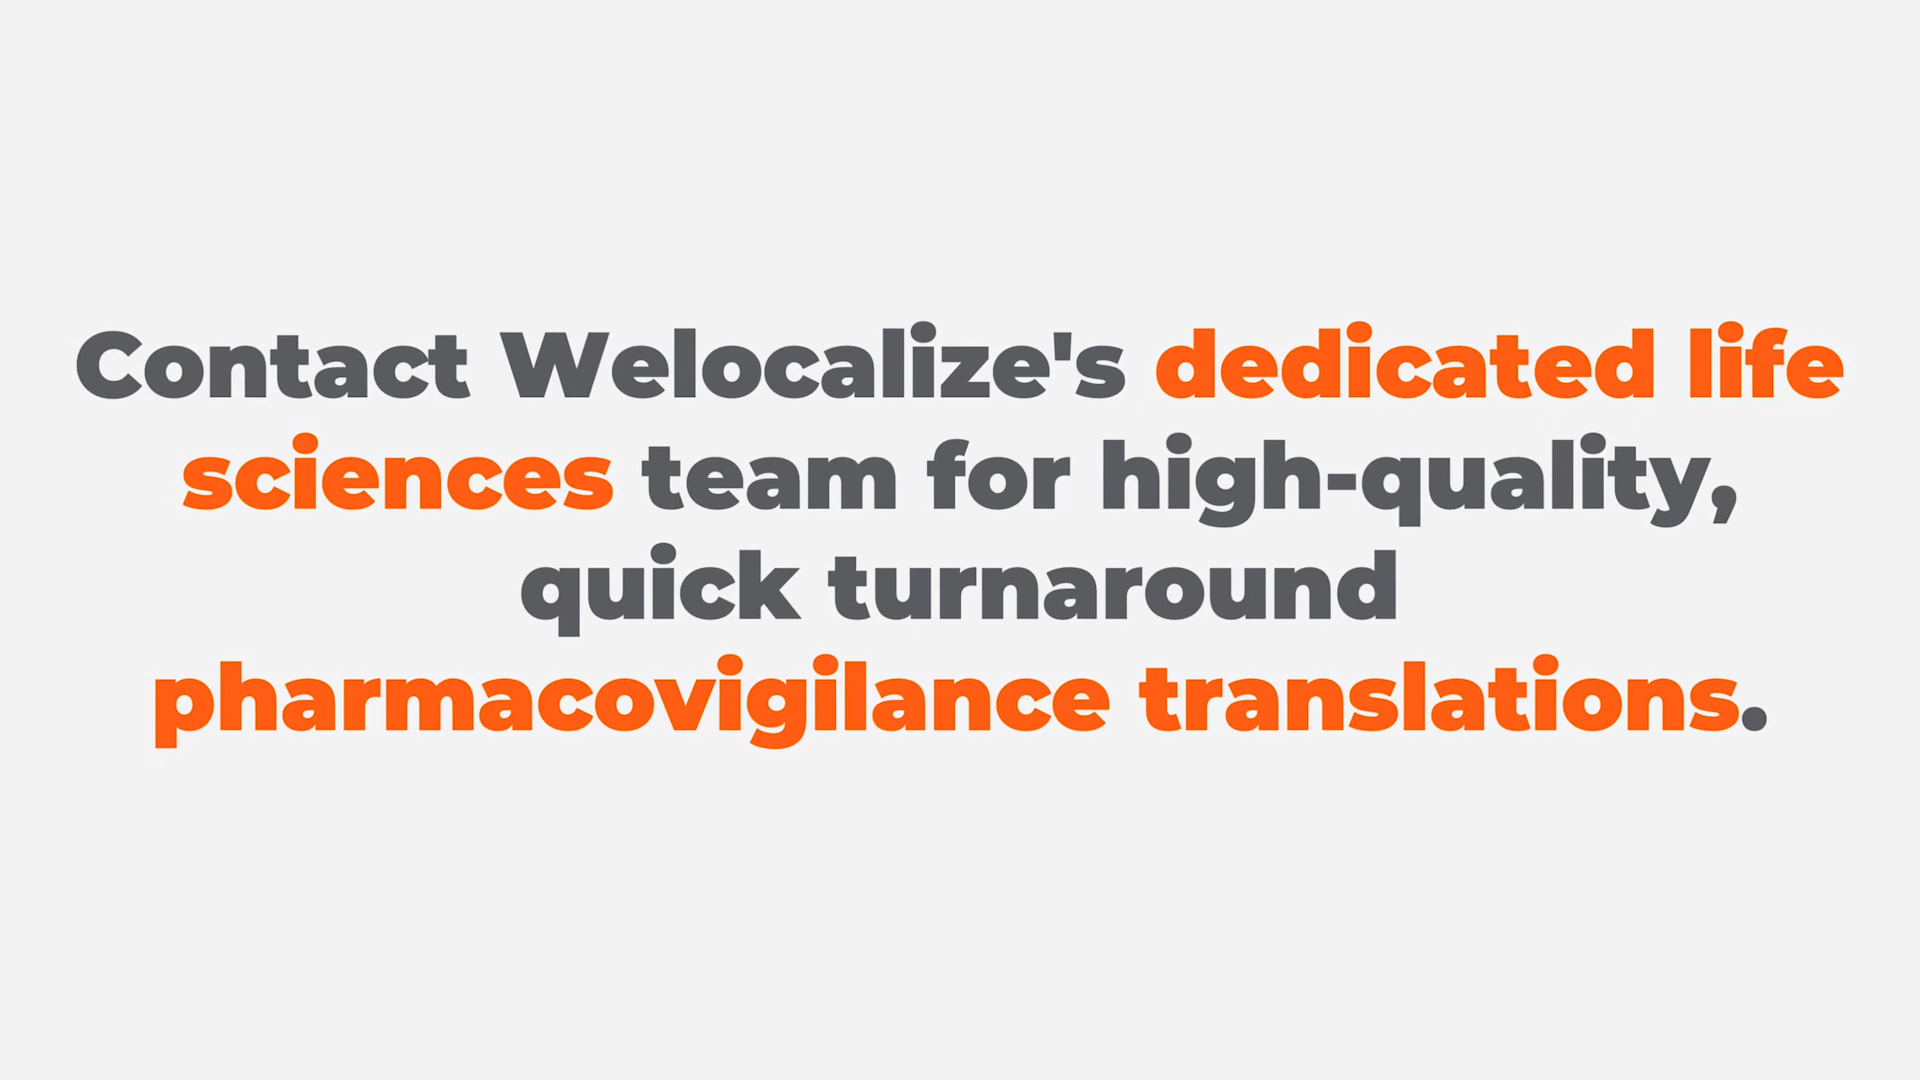 Contact Welocalize's dedicated life
sciences team for high-quality,
quick turnaround
pharmacovigilance translations.